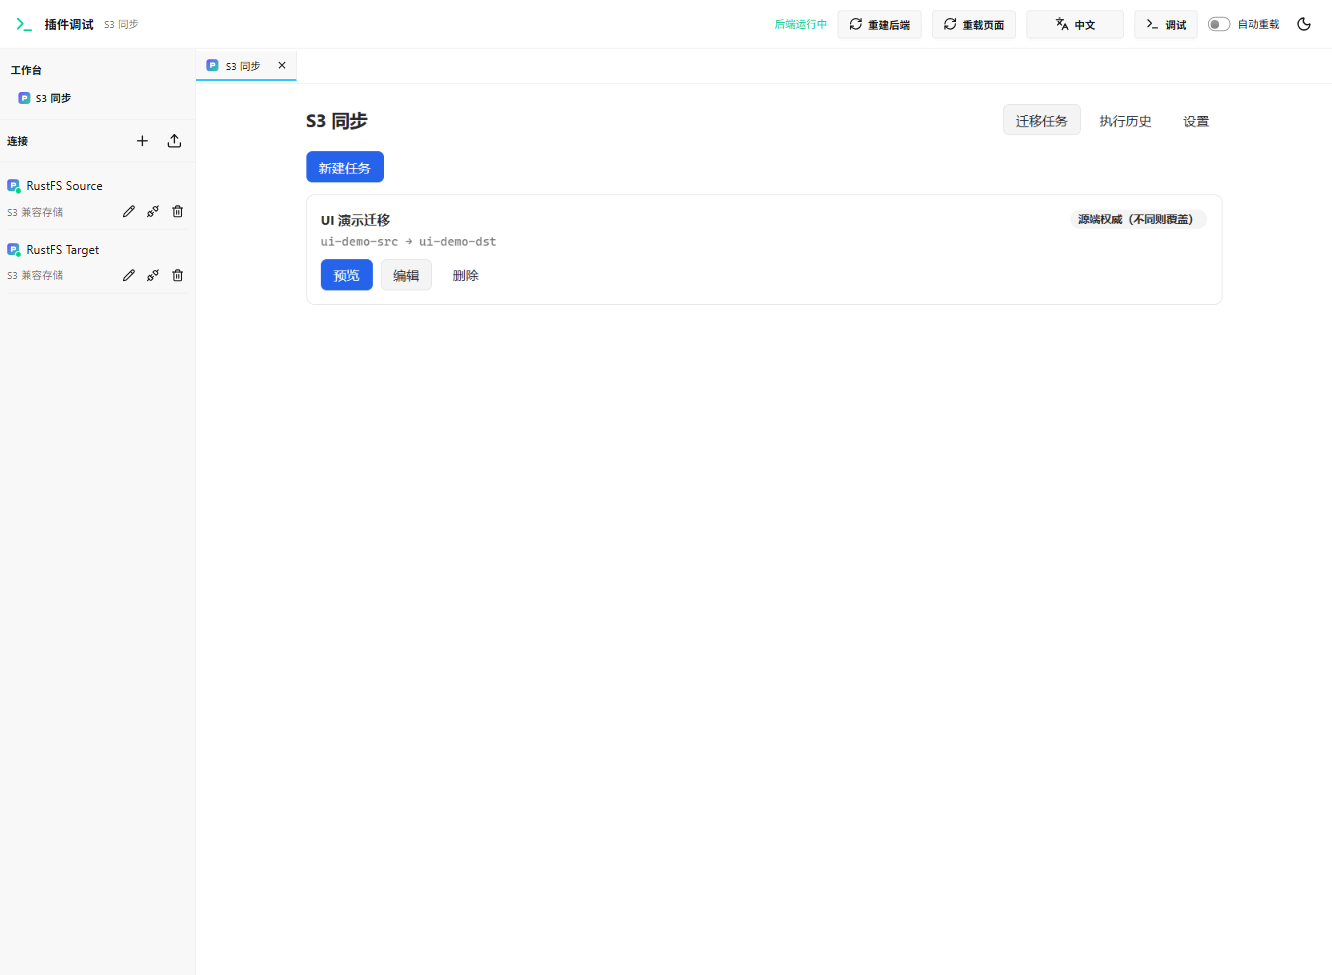 插件调试 S3 同步 后端运行中 重建后端 重载页面 中文 调试 自动重载
工作台
S3 同步
连接
RustFS Source
S3 兼容存储
RustFS Target
S3 兼容存储
S3 同步
S3 同步 迁移任务 执行历史 设置
新建任务
UI 演示迁移 源端权威（不同则覆盖）
ui-demo-src → ui-demo-dst
预览 编辑 删除